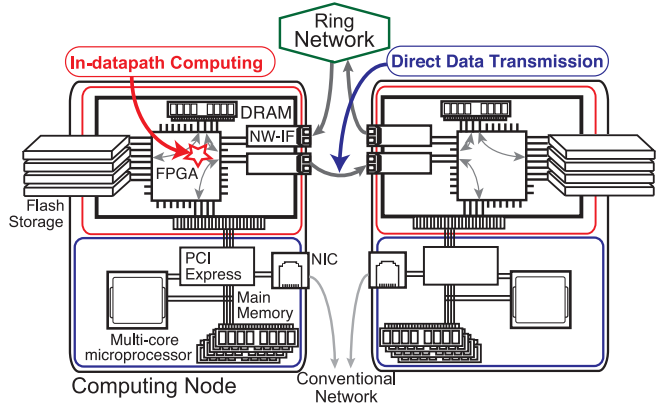 Ring
Network
In-datapath Computing
Direct Data Transmission
DRAM
NW-IF
FPGA
Flash
Storage
PCI
Express
NIC
Main
Memory
Multi-core
microprocessor
Computing Node
Conventional
Network